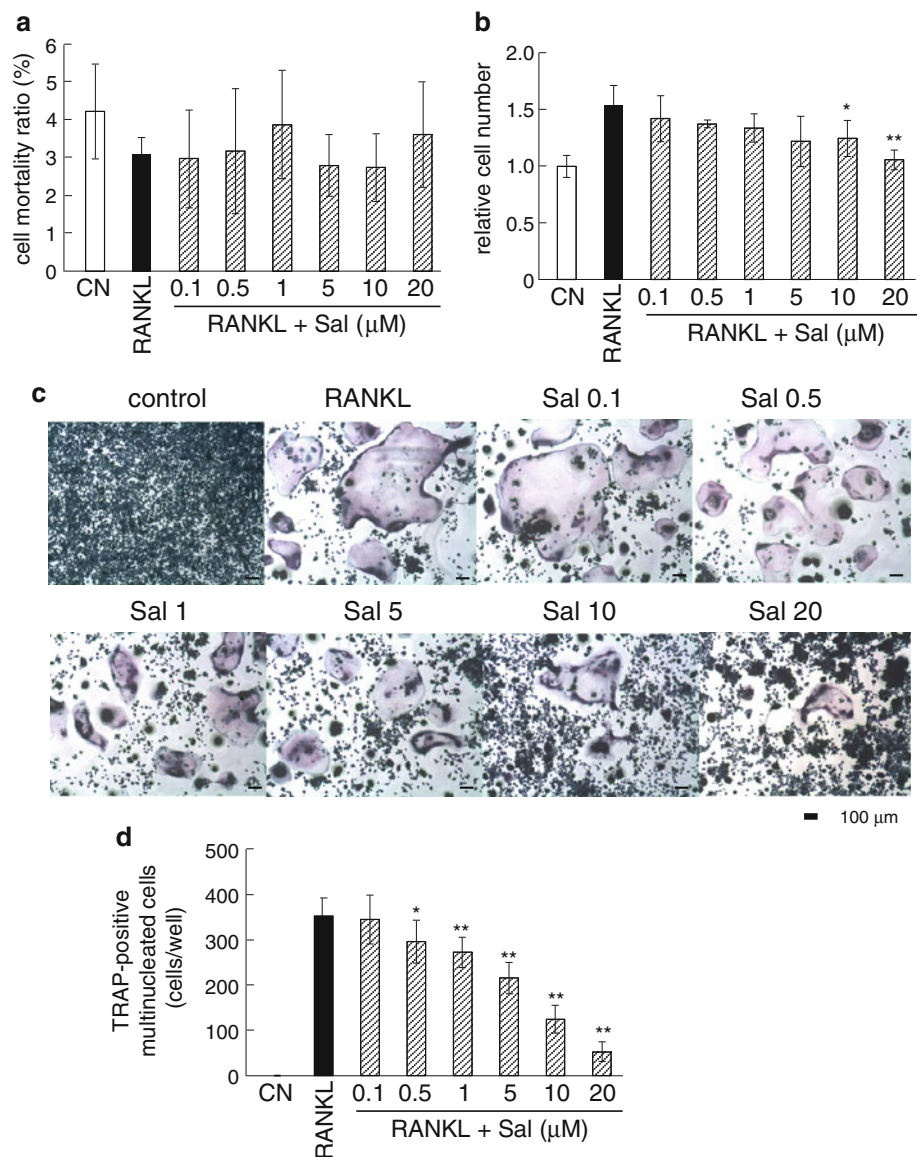 a
cell mortality ratio (%)
6
5
4
3
2
1
0
CN
RANKL
0.1 0.5 1 5 10 20
RANKL + Sal (μM)
b
relative cell number
2.0
1.5
1.0
0.5
0
*
**
CN
RANKL
0.1 0.5 1 5 10 20
RANKL + Sal (μM)
c
control RANKL Sal 0.1 Sal 0.5
Sal 1 Sal 5 Sal 10 Sal 20
100 μm
d
TRAP-positive
multinucleated cells
(cells/well)
500
400
300
200
100
0
*
**
**
**
**
CN
RANKL
0.1 0.5 1 5 10 20
RANKL + Sal (μM)